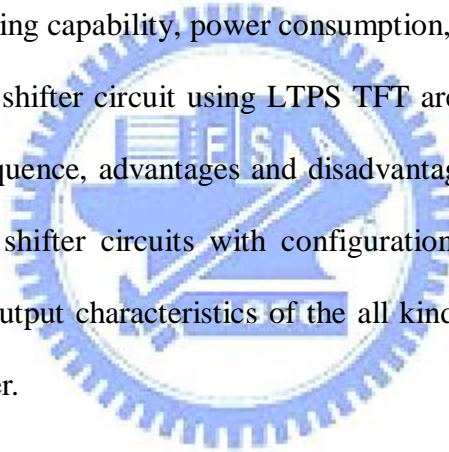 ing capability, power consumption,
shifter circuit using LTPS TFT are
quence, advantages and disadvantag
shifter circuits with configuration
utput characteristics of the all kind
er.